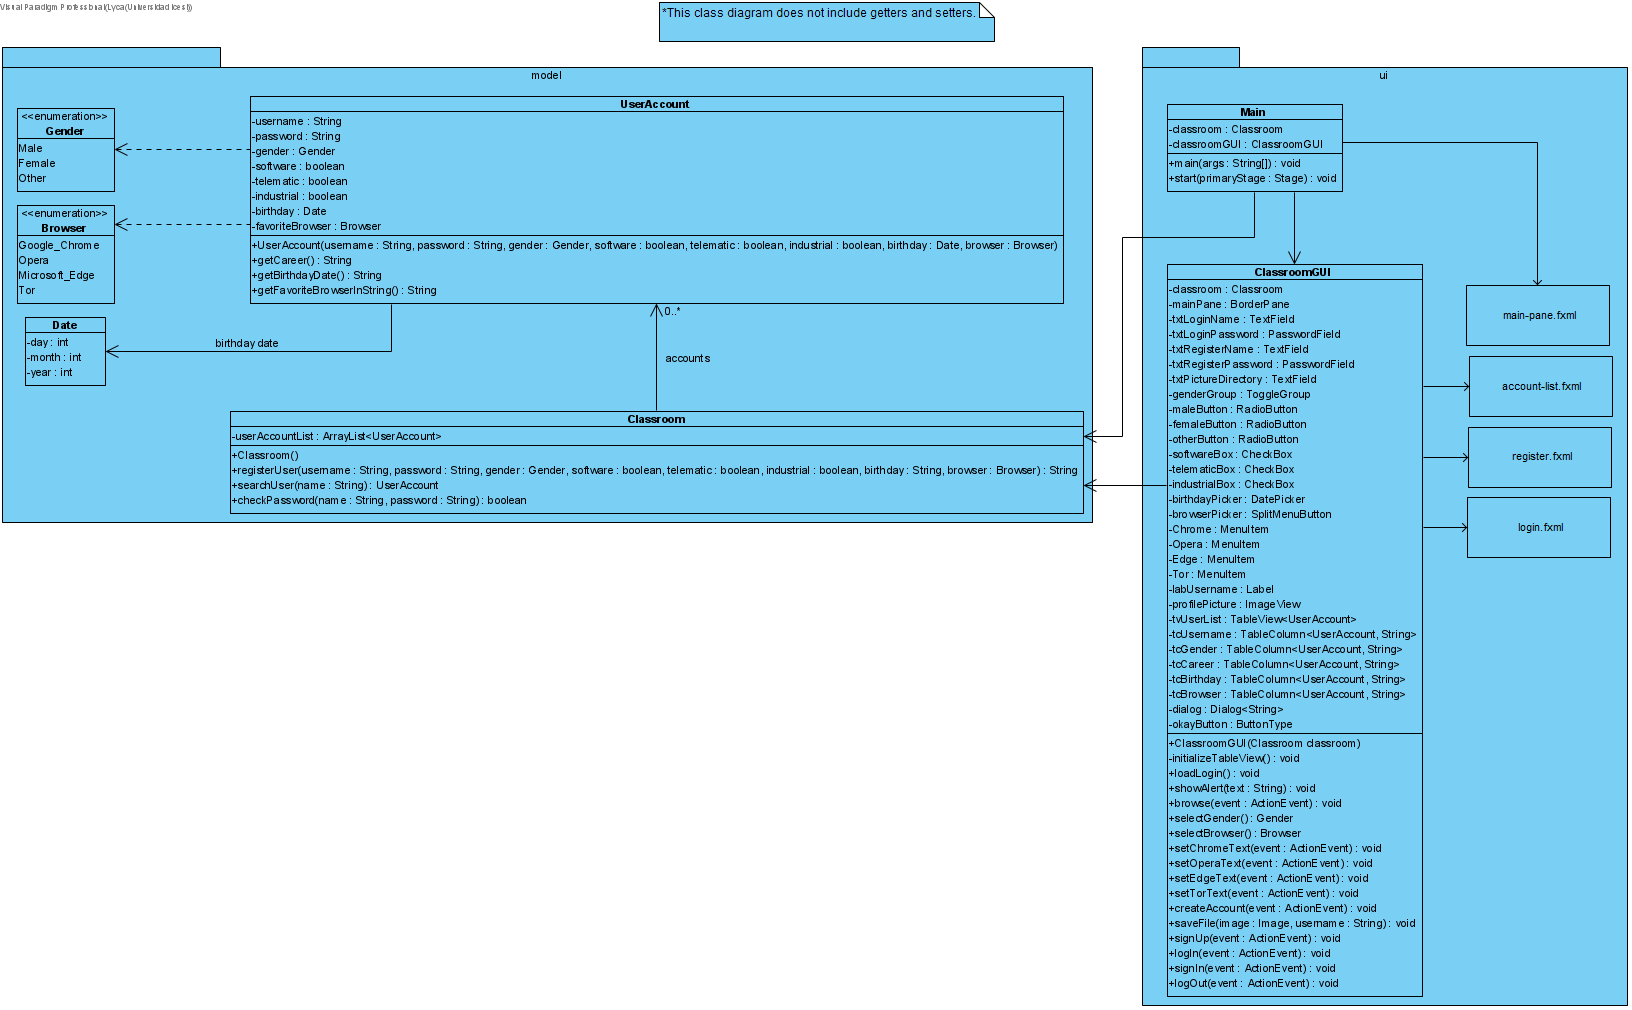 Visual Paradigm Professional(Lyca(Universidad Icesi))
*This class diagram does not include getters and setters.
model
<<enumeration>>
Gender
Male
Female
Other
<<enumeration>>
Browser
Google_Chrome
Opera
Microsoft_Edge
Tor
Date
-day : int
-month : int
-year : int
UserAccount
-username : String
-password : String
-gender : Gender
-software : boolean
-telematic : boolean
-industrial : boolean
-birthday : Date
-favoriteBrowser : Browser
+UserAccount(username : String, password : String, gender : Gender, software : boolean, telematic : boolean, industrial : boolean, birthday : Date, browser : Browser)
+getCareer() : String
+getBirthdayDate() : String
+getFavoriteBrowserInString() : String
birthday date
0..*
accounts
Classroom
-userAccountList : ArrayList<UserAccount>
+Classroom()
+registerUser(username : String, password : String, gender : Gender, software : boolean, telematic : boolean, industrial : boolean, birthday : String, browser : Browser) : String
+searchUser(name : String) : UserAccount
+checkPassword(name : String, password : String) : boolean
ui
Main
-classroom : Classroom
-classroomGUI : ClassroomGUI
+main(args : String[]) : void
+start(primaryStage : Stage) : void
ClassroomGUI
-classroom : Classroom
-mainPane : BorderPane
-txtLoginName : TextField
-txtLoginPassword : PasswordField
-txtRegisterName : TextField
-txtRegisterPassword : PasswordField
-txtPictureDirectory : TextField
-genderGroup : ToggleGroup
-maleButton : RadioButton
-femaleButton : RadioButton
-otherButton : RadioButton
-softwareBox : CheckBox
-telematicBox : CheckBox
-industrialBox : CheckBox
-birthdayPicker : DatePicker
-browserPicker : SplitMenuButton
-Chrome : MenuItem
-Opera : MenuItem
-Edge : MenuItem
-Tor : MenuItem
-labUsername : Label
-profilePicture : ImageView
-tvUserList : TableView<UserAccount>
-tcUsername : TableColumn<UserAccount, String>
-tcGender : TableColumn<UserAccount, String>
-tcCareer : TableColumn<UserAccount, String>
-tcBirthday : TableColumn<UserAccount, String>
-tcBrowser : TableColumn<UserAccount, String>
-dialog : Dialog<String>
-okayButton : ButtonType
+ClassroomGUI(Classroom classroom)
-initializeTableView() : void
+loadLogin() : void
+showAlert(text : String) : void
+browse(event : ActionEvent) : void
+selectGender() : Gender
+selectBrowser() : Browser
+setChromeText(event : ActionEvent) : void
+setOperaText(event : ActionEvent) : void
+setEdgeText(event : ActionEvent) : void
+setTorText(event : ActionEvent) : void
+createAccount(event : ActionEvent) : void
+saveFile(image : Image, username : String) : void
+signUp(event : ActionEvent) : void
+logIn(event : ActionEvent) : void
+signIn(event : ActionEvent) : void
+logOut(event : ActionEvent) : void
main-pane.fxml
account-list.fxml
register.fxml
login.fxml